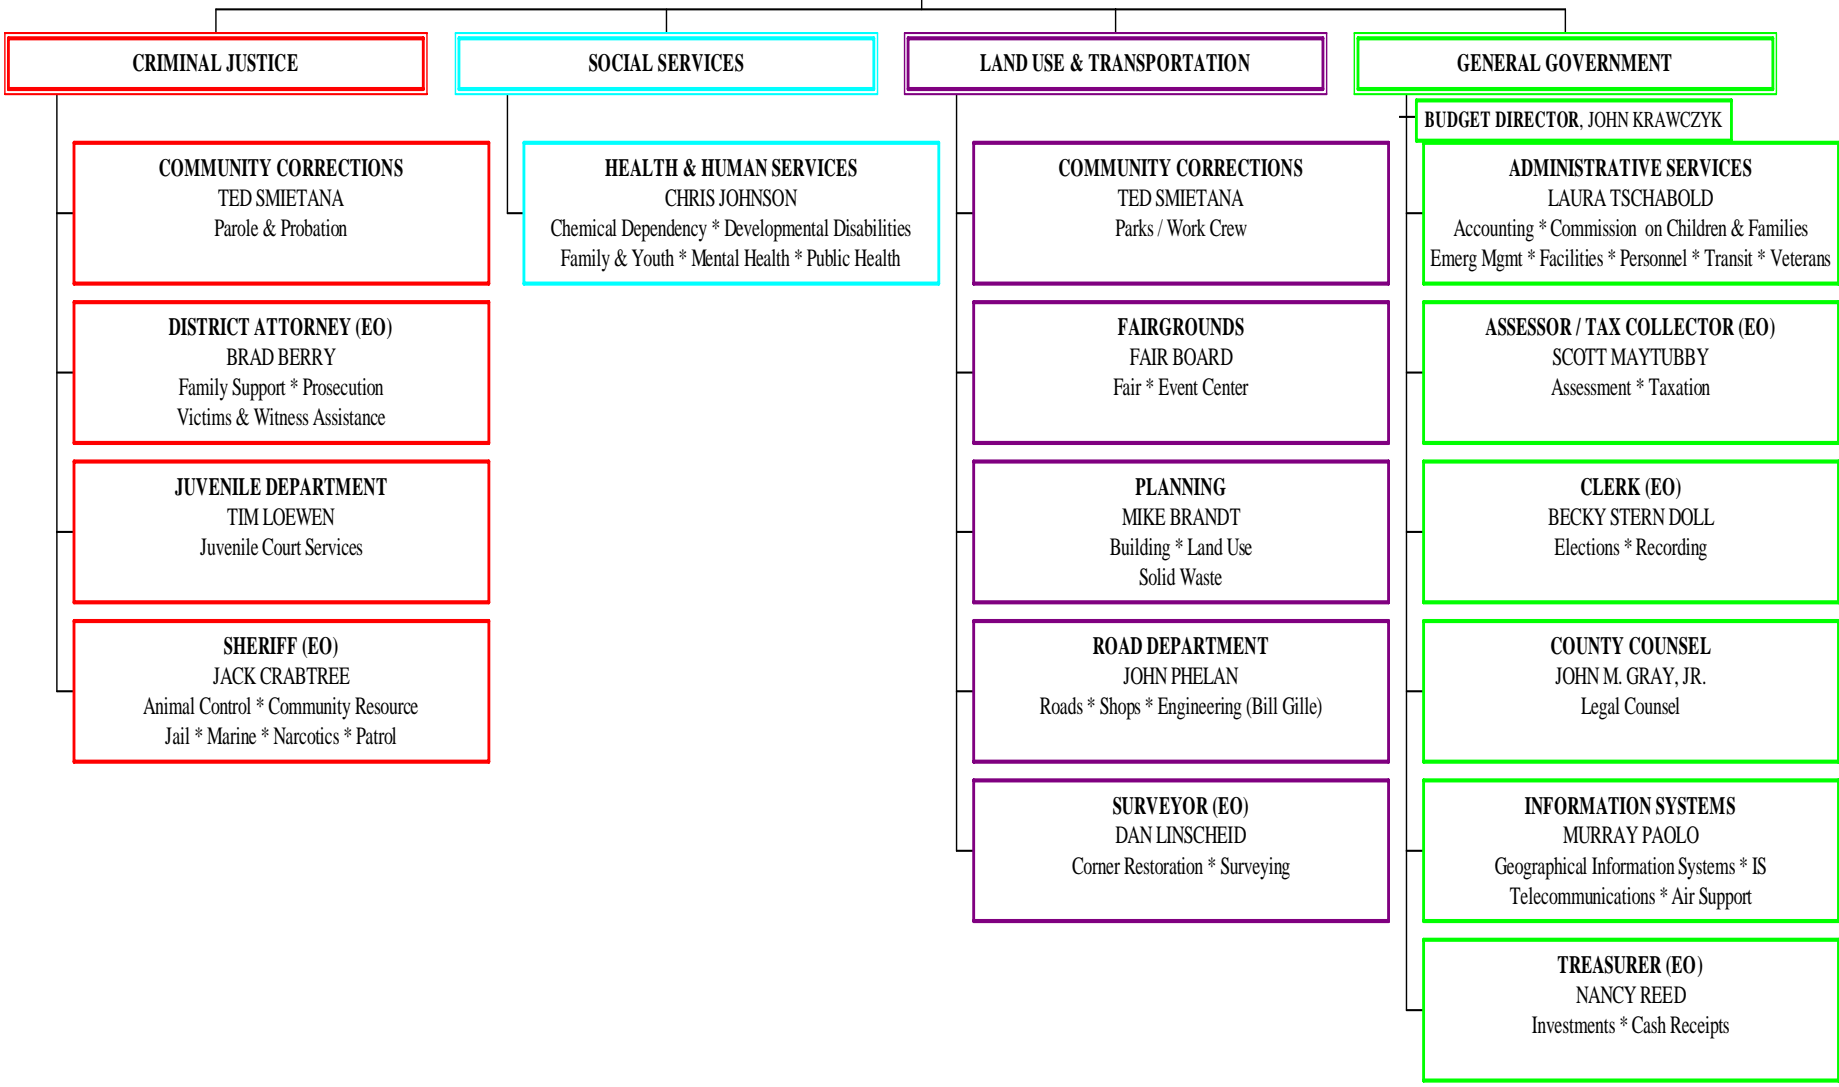 CRIMINAL JUSTICE
COMMUNITY CORRECTIONS
TED SMIETANA
Parole & Probation
DISTRICT ATTORNEY (EO)
BRAD BERRY
Family Support * Prosecution
Victims & Witness Assistance
JUVENILE DEPARTMENT
TIM LOEWEN
Juvenile Court Services
SHERIFF (EO)
JACK CRABTREE
Animal Control * Community Resource
Jail * Marine * Narcotics * Patrol
SOCIAL SERVICES
HEALTH & HUMAN SERVICES
CHRIS JOHNSON
Chemical Dependency * Developmental Disabilities
Family & Youth * Mental Health * Public Health
LAND USE & TRANSPORTATION
COMMUNITY CORRECTIONS
TED SMIETANA
Parks / Work Crew
FAIRGROUNDS
FAIR BOARD
Fair * Event Center
PLANNING
MIKE BRANDT
Building * Land Use
Solid Waste
ROAD DEPARTMENT
JOHN PHELAN
Roads * Shops * Engineering (Bill Gille)
SURVEYOR (EO)
DAN LINSCHEID
Corner Restoration * Surveying
GENERAL GOVERNMENT
BUDGET DIRECTOR, JOHN KRAWCZYK
ADMINISTRATIVE SERVICES
LAURA TSCHABOLD
Accounting * Commission on Children & Families
Emerg Mgmt * Facilities * Personnel * Transit * Veterans
ASSESSOR / TAX COLLECTOR (EO)
SCOTT MAYTUBBY
Assessment * Taxation
CLERK (EO)
BECKY STERN DOLL
Elections * Recording
COUNTY COUNSEL
JOHN M. GRAY, JR.
Legal Counsel
INFORMATION SYSTEMS
MURRAY PAOLO
Geographical Information Systems * IS
Telecommunications * Air Support
TREASURER (EO)
NANCY REED
Investments * Cash Receipts